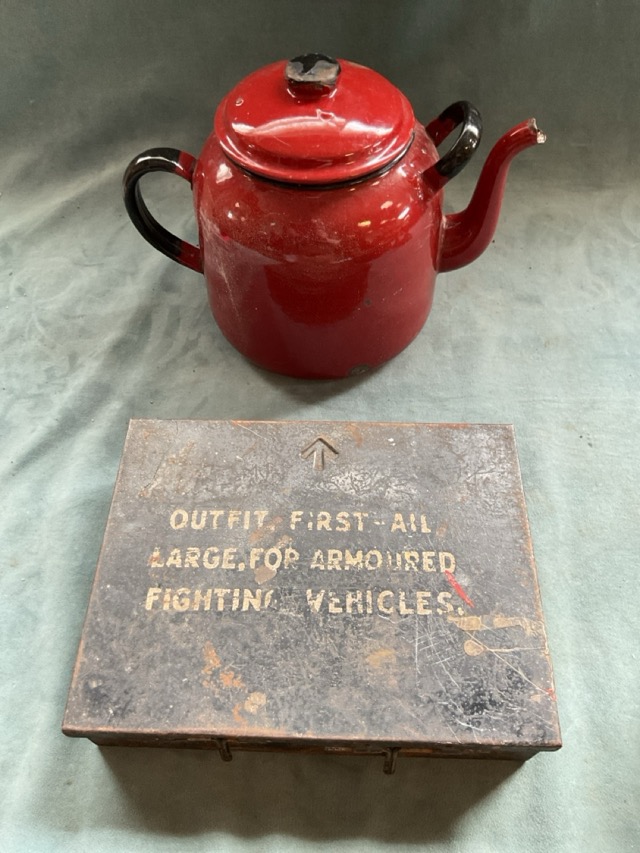 OUTFIT, FIRST-AID,
LARGE, FOR ARMOURED
FIGHTING VEHICLES.